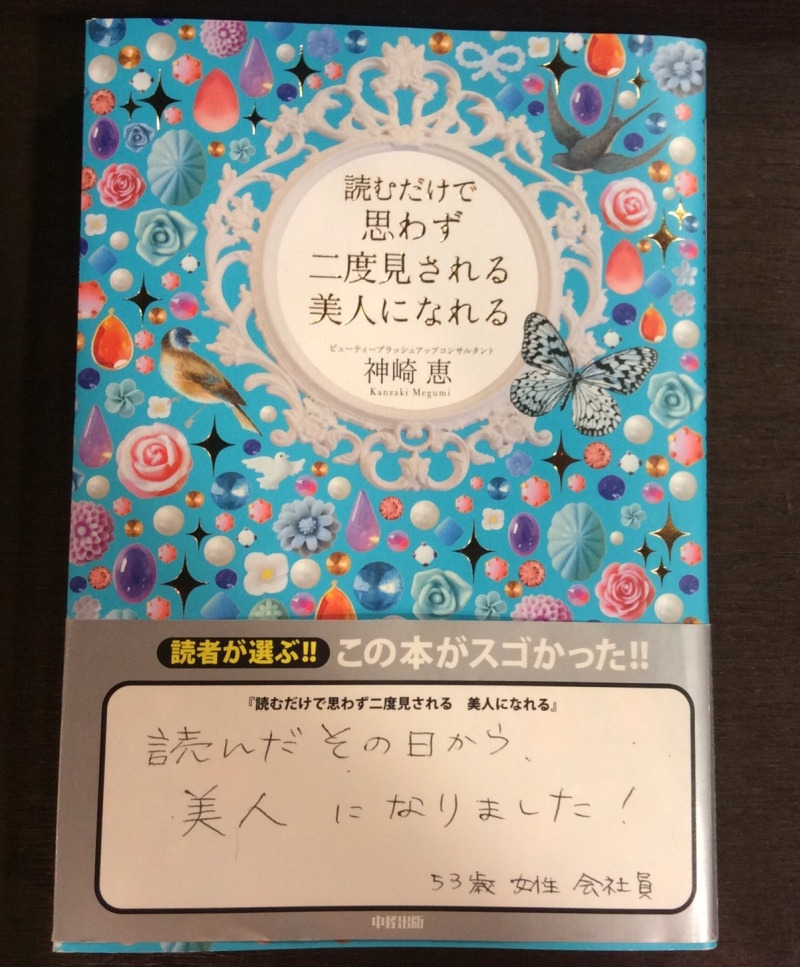 読むだけで
思わず
二度見される
美人になれる
ビューティーブラッシュアップコンサルタント
神崎 恵
Kanzaki Megumi
読者が選ぶ!! この本がスゴかった!!
『読むだけで思わず二度見される 美人になれる』
読んだその日から、
美人になりました！
53歳 女性 会社員
中経出版